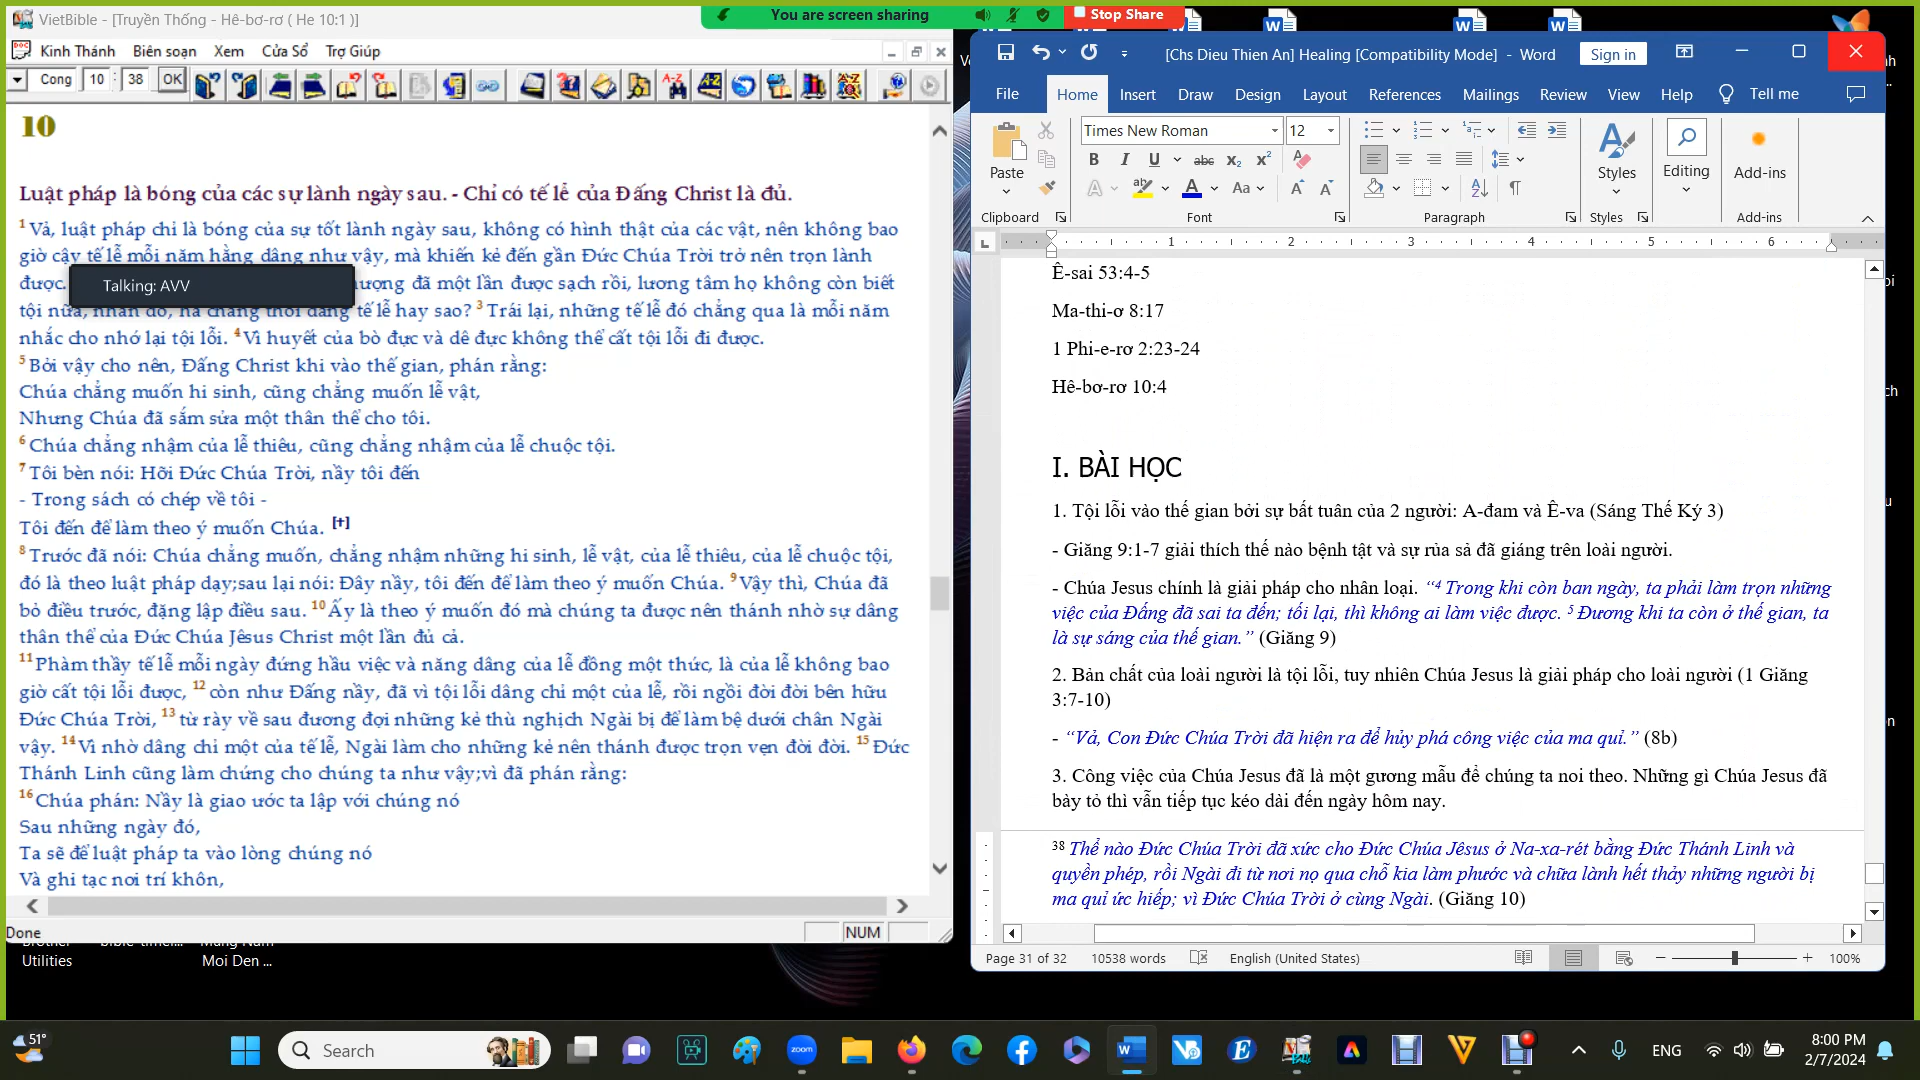 VietBible - [Truyền Thống - Hê-bơ-rơ ( He 10:1 )]
You are screen sharing
Stop Share
Kinh Thánh Biên soạn Xem Cửa Sổ Trợ Giúp
Cong 10 : 38 OK
10
Luật pháp là bóng của các sự lành ngày sau. - Chỉ có tế lễ của Đấng Christ là đủ.
1 Vả, luật pháp chỉ là bóng của sự tốt lành ngày sau, không có hình thật của các vật, nên không bao
giờ cậy tế lễ mỗi năm hằng dâng như vậy, mà khiến kẻ đến gần Đức Chúa Trời trở nên trọn lành
được. hượng đã một lần được sạch rồi, lương tâm họ không còn biết
Talking: AVV
tội nữa, nhân đó, há chẳng thôi dâng tế lễ hay sao? 3 Trái lại, những tế lễ đó chẳng qua là mỗi năm
nhắc cho nhớ lại tội lỗi. 4 Vì huyết của bò đực và dê đực không thể cất tội lỗi đi được.
5 Bởi vậy cho nên, Đấng Christ khi vào thế gian, phán rằng:
Chúa chẳng muốn hi sinh, cũng chẳng muốn lễ vật,
Nhưng Chúa đã sắm sửa một thân thể cho tôi.
6 Chúa chẳng nhậm của lễ thiêu, cũng chẳng nhậm của lễ chuộc tội.
7 Tôi bèn nói: Hỡi Đức Chúa Trời, nầy tôi đến
- Trong sách có chép về tôi -
Tôi đến để làm theo ý muốn Chúa. [†]
8 Trước đã nói: Chúa chẳng muốn, chẳng nhậm những hi sinh, lễ vật, của lễ thiêu, của lễ chuộc tội,
đó là theo luật pháp dạy;sau lại nói: Đây nầy, tôi đến để làm theo ý muốn Chúa. 9 Vậy thì, Chúa đã
bỏ điều trước, đặng lập điều sau. 10 Ấy là theo ý muốn đó mà chúng ta được nên thánh nhờ sự dâng
thân thể của Đức Chúa Jêsus Christ một lần đủ cả.
11 Phàm thầy tế lễ mỗi ngày đứng hầu việc và năng dâng của lễ đồng một thức, là của lễ không bao
giờ cất tội lỗi được, 12 còn như Đấng nầy, đã vì tội lỗi dâng chỉ một của lễ, rồi ngồi đời đời bên hữu
Đức Chúa Trời, 13 từ rày về sau đương đợi những kẻ thù nghịch Ngài bị để làm bệ dưới chân Ngài
vậy. 14 Vì nhờ dâng chỉ một của tế lễ, Ngài làm cho những kẻ nên thánh được trọn vẹn đời đời. 15 Đức
Thánh Linh cũng làm chứng cho chúng ta như vậy;vì đã phán rằng:
16 Chúa phán: Nầy là giao ước ta lập với chúng nó
Sau những ngày đó,
Ta sẽ để luật pháp ta vào lòng chúng nó
Và ghi tạc nơi trí khôn,
Done NUM
Utilities
Moi Den ...
[Chs Dieu Thien An] Healing [Compatibility Mode] - Word Sign in
File Home Insert Draw Design Layout References Mailings Review View Help Tell me
Times New Roman 12
Paste Styles Editing Add-ins
Clipboard Font Paragraph Styles Add-ins
1 2 3 4 5 6
Ê-sai 53:4-5
Ma-thi-ơ 8:17
1 Phi-e-rơ 2:23-24
Hê-bơ-rơ 10:4
I. BÀI HỌC
1. Tội lỗi vào thế gian bởi sự bất tuân của 2 người: A-đam và Ê-va (Sáng Thế Ký 3)
- Giăng 9:1-7 giải thích thế nào bệnh tật và sự rủa sả đã giáng trên loài người.
- Chúa Jesus chính là giải pháp cho nhân loại. “4 Trong khi còn ban ngày, ta phải làm trọn những
việc của Đấng đã sai ta đến; tối lại, thì không ai làm việc được. 5 Đương khi ta còn ở thế gian, ta
là sự sáng của thế gian.” (Giăng 9)
2. Bản chất của loài người là tội lỗi, tuy nhiên Chúa Jesus là giải pháp cho loài người (1 Giăng
3:7-10)
- “Vả, Con Đức Chúa Trời đã hiện ra để hủy phá công việc của ma quỉ.” (8b)
3. Công việc của Chúa Jesus đã là một gương mẫu để chúng ta noi theo. Những gì Chúa Jesus đã
bày tỏ thì vẫn tiếp tục kéo dài đến ngày hôm nay.
38 Thể nào Đức Chúa Trời đã xức cho Đức Chúa Jêsus ở Na-xa-rét bằng Đức Thánh Linh và
quyền phép, rồi Ngài đi từ nơi nọ qua chỗ kia làm phước và chữa lành hết thảy những người bị
ma quỉ ức hiếp; vì Đức Chúa Trời ở cùng Ngài. (Giăng 10)
Page 31 of 32 10538 words English (United States) 100%
51° Search zoom ENG 8:00 PM
2/7/2024